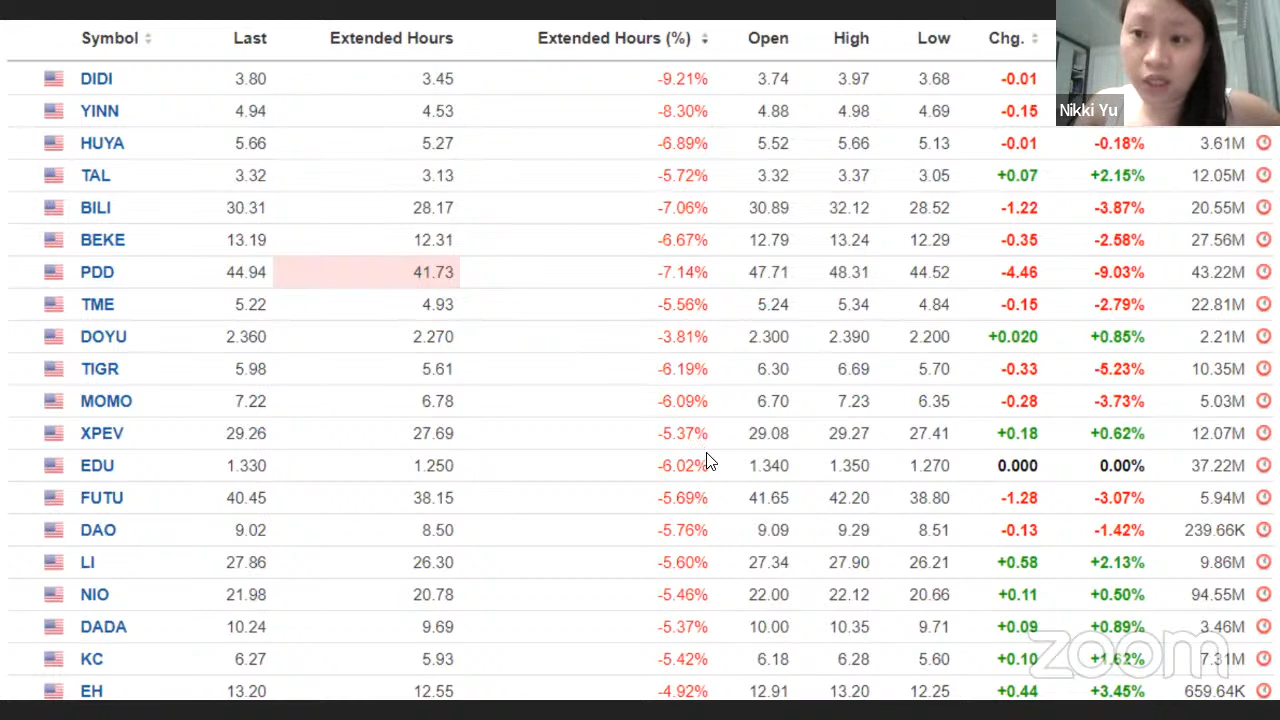 Symbol Last Extended Hours Extended Hours (%) Open High Low Chg.
DIDI 3.80 3.45 -9.21% 3.74 3.97 3.68 -0.01
YINN 4.94 4.53 -8.30% 4.88 4.98 4.69 -0.15
Nikki Yu
HUYA 5.66 5.27 -6.89% 5.52 5.66 5.13 -0.01 -0.18% 3.61M
TAL 3.32 3.13 -5.72% 3.32 3.37 3.05 +0.07 +2.15% 12.05M
BILI 30.31 28.17 -7.06% 30.89 32.12 28.52 -1.22 -3.87% 20.55M
BEKE 13.19 12.31 -6.67% 12.79 13.24 12.29 -0.35 -2.58% 27.56M
PDD 44.94 41.73 -7.14% 47.71 48.31 44.52 -4.46 -9.03% 43.22M
TME 5.22 4.93 -5.56% 5.24 5.34 4.84 -0.15 -2.79% 22.81M
DOYU 2.360 2.270 -3.81% 2.300 2.390 2.200 +0.020 +0.85% 2.21M
TIGR 5.98 5.61 -6.19% 6.30 6.69 5.70 -0.33 -5.23% 10.35M
MOMO 7.22 6.78 -6.09% 6.70 7.23 6.35 -0.28 -3.73% 5.03M
XPEV 29.26 27.69 -5.37% 29.08 29.27 27.41 +0.18 +0.62% 12.07M
EDU 1.330 1.250 -6.02% 1.340 1.350 1.270 0.000 0.00% 37.22M
FUTU 40.45 38.15 -5.69% 41.65 42.20 38.80 -1.28 -3.07% 5.94M
DAO 9.02 8.50 -5.76% 9.09 9.29 8.51 -0.13 -1.42% 239.66K
LI 27.86 26.30 -5.60% 27.34 27.90 26.21 +0.58 +2.13% 9.86M
NIO 21.98 20.78 -5.46% 22.00 22.12 20.66 +0.11 +0.50% 94.55M
DADA 10.24 9.69 -5.37% 10.00 10.35 9.71 +0.09 +0.89% 3.46M
KC 6.27 5.93 -5.42% 6.18 6.28 5.60 +0.10 +1.62% 7.31M
zoom
EH 13.20 12.55 -4.92% 12.91 13.20 12.25 +0.44 +3.45% 659.64K